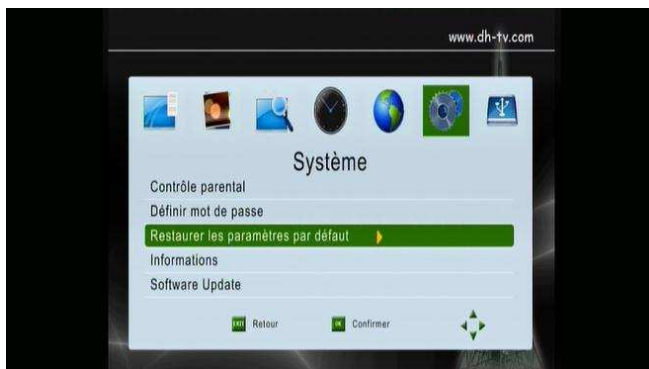 www.dh-tv.com
Système
Contrôle parental
Définir mot de passe
Restaurer les paramètres par défaut
Informations
Software Update
EXIT Retour OK Confirmer